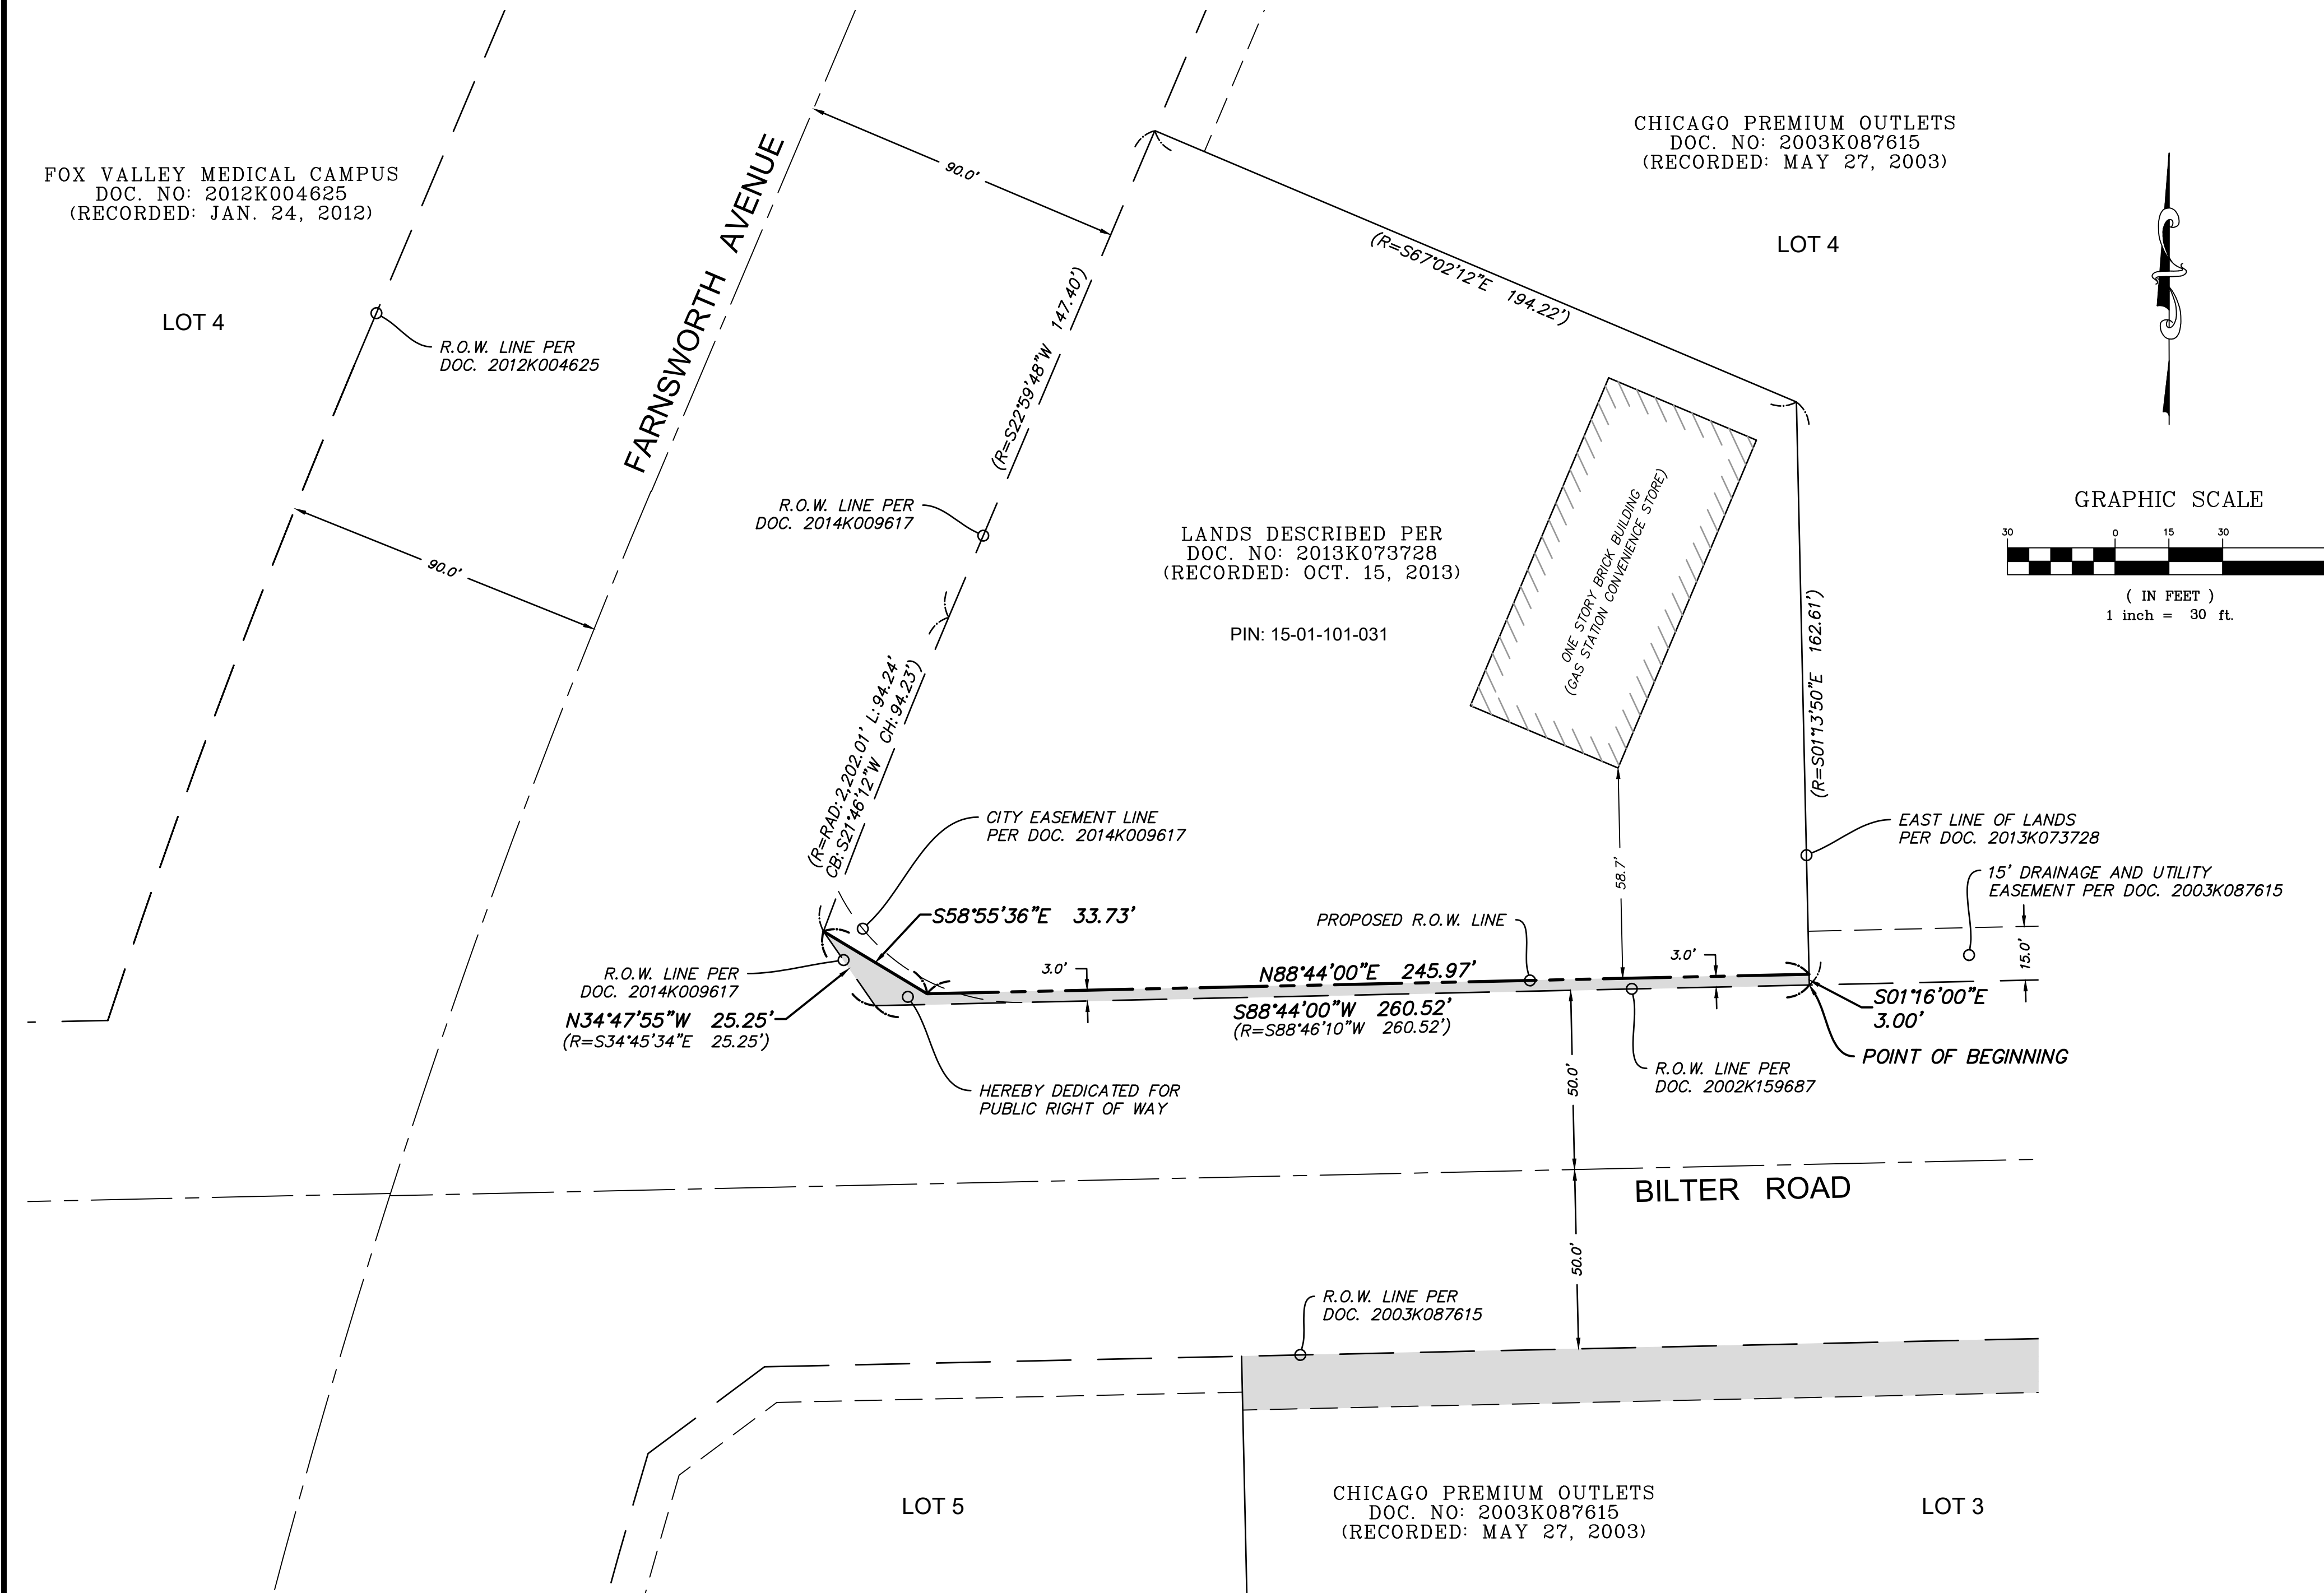 FOX VALLEY MEDICAL CAMPUS
DOC. NO: 2012K004625
(RECORDED: JAN. 24, 2012)
LOT 4
R.O.W. LINE PER
DOC. 2012K004625
90.0'
FARNSWORTH AVENUE
90.0'
(R=S22°59'48"W 147.40')
R.O.W. LINE PER
DOC. 2014K009617
CHICAGO PREMIUM OUTLETS
DOC. NO: 2003K087615
(RECORDED: MAY 27, 2003)
LOT 4
(R=S67°02'12"E 194.22')
LANDS DESCRIBED PER
DOC. NO: 2013K073728
(RECORDED: OCT. 15, 2013)
PIN: 15-01-101-031
ONE STORY BRICK BUILDING
(GAS STATION CONVENIENCE STORE)
GRAPHIC SCALE
30 0 15 30
( IN FEET )
1 inch = 30 ft.
(R=S01°13'50"E 162.61')
(R=RAD: 2,202.01' L: 94.24'
CB: S21°46'12"W CH: 94.23')
CITY EASEMENT LINE
PER DOC. 2014K009617
58.7'
EAST LINE OF LANDS
PER DOC. 2013K073728
15' DRAINAGE AND UTILITY
EASEMENT PER DOC. 2003K087615
15.0'
S58°55'36"E 33.73'
PROPOSED R.O.W. LINE
3.0'
3.0'
R.O.W. LINE PER
DOC. 2014K009617
N88°44'00"E 245.97'
S88°44'00"W 260.52'
(R=S88°46'10"W 260.52')
S01°16'00"E
3.00'
N34°47'55"W 25.25'
(R=S34°45'34"E 25.25')
POINT OF BEGINNING
R.O.W. LINE PER
DOC. 2002K159687
HEREBY DEDICATED FOR
PUBLIC RIGHT OF WAY
50.0'
BILTER ROAD
50.0'
R.O.W. LINE PER
DOC. 2003K087615
LOT 5
CHICAGO PREMIUM OUTLETS
DOC. NO: 2003K087615
(RECORDED: MAY 27, 2003)
LOT 3